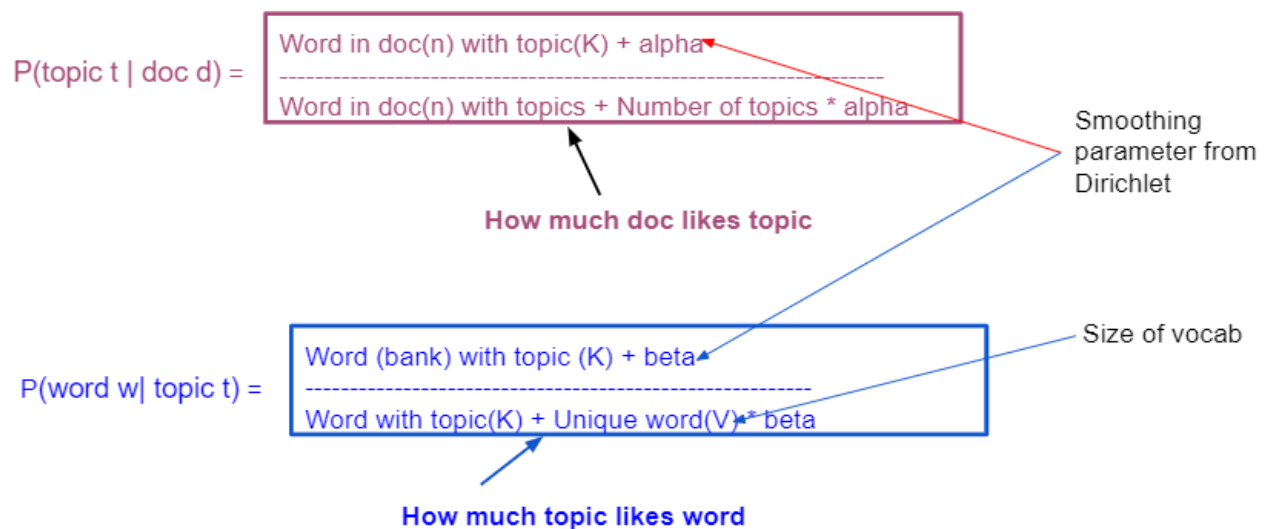 Word in doc(n) with topic(K) + alpha
P(topic t | doc d) =
-------------------------------------------------------------------
Word in doc(n) with topics + Number of topics * alpha
Smoothing
parameter from
Dirichlet
How much doc likes topic
Word (bank) with topic (K) + beta
Size of vocab
P(word w| topic t) =
--------------------------------------------------------
Word with topic(K) + Unique word(V) * beta
How much topic likes word